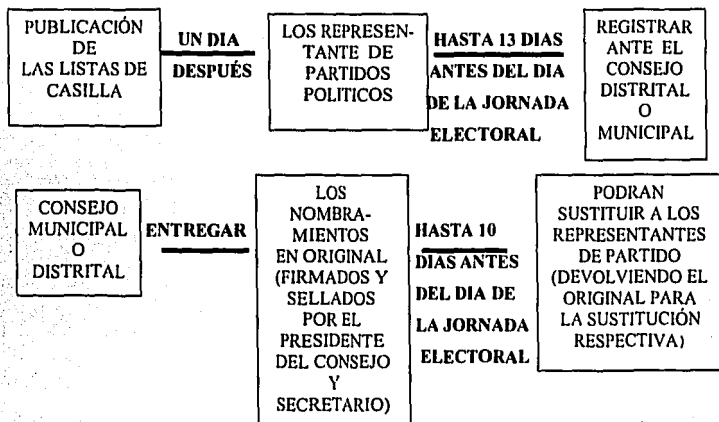 PUBLICACIÓN
DE
LAS LISTAS DE
CASILLA
UN DIA
DESPUÉS
LOS REPRESEN-
TANTE DE
PARTIDOS
POLITICOS
HASTA 13 DIAS
ANTES DEL DIA
DE LA JORNADA
ELECTORAL
REGISTRAR
ANTE EL
CONSEJO
DISTRITAL
O
MUNICIPAL
CONSEJO
MUNICIPAL
O
DISTRITAL
ENTREGAR
LOS
NOMBRA-
MIENTOS
EN ORIGINAL
(FIRMADOS Y
SELLADOS
POR EL
PRESIDENTE
DEL CONSEJO
Y
SECRETARIO)
HASTA 10
DIAS ANTES
DEL DIA DE
LA JORNADA
ELECTORAL
PODRAN
SUSTITUIR A LOS
REPRESENTANTES
DE PARTIDO
(DEVOLVIENDO EL
ORIGINAL PARA
LA SUSTITUCIÓN
RESPECTIVA)